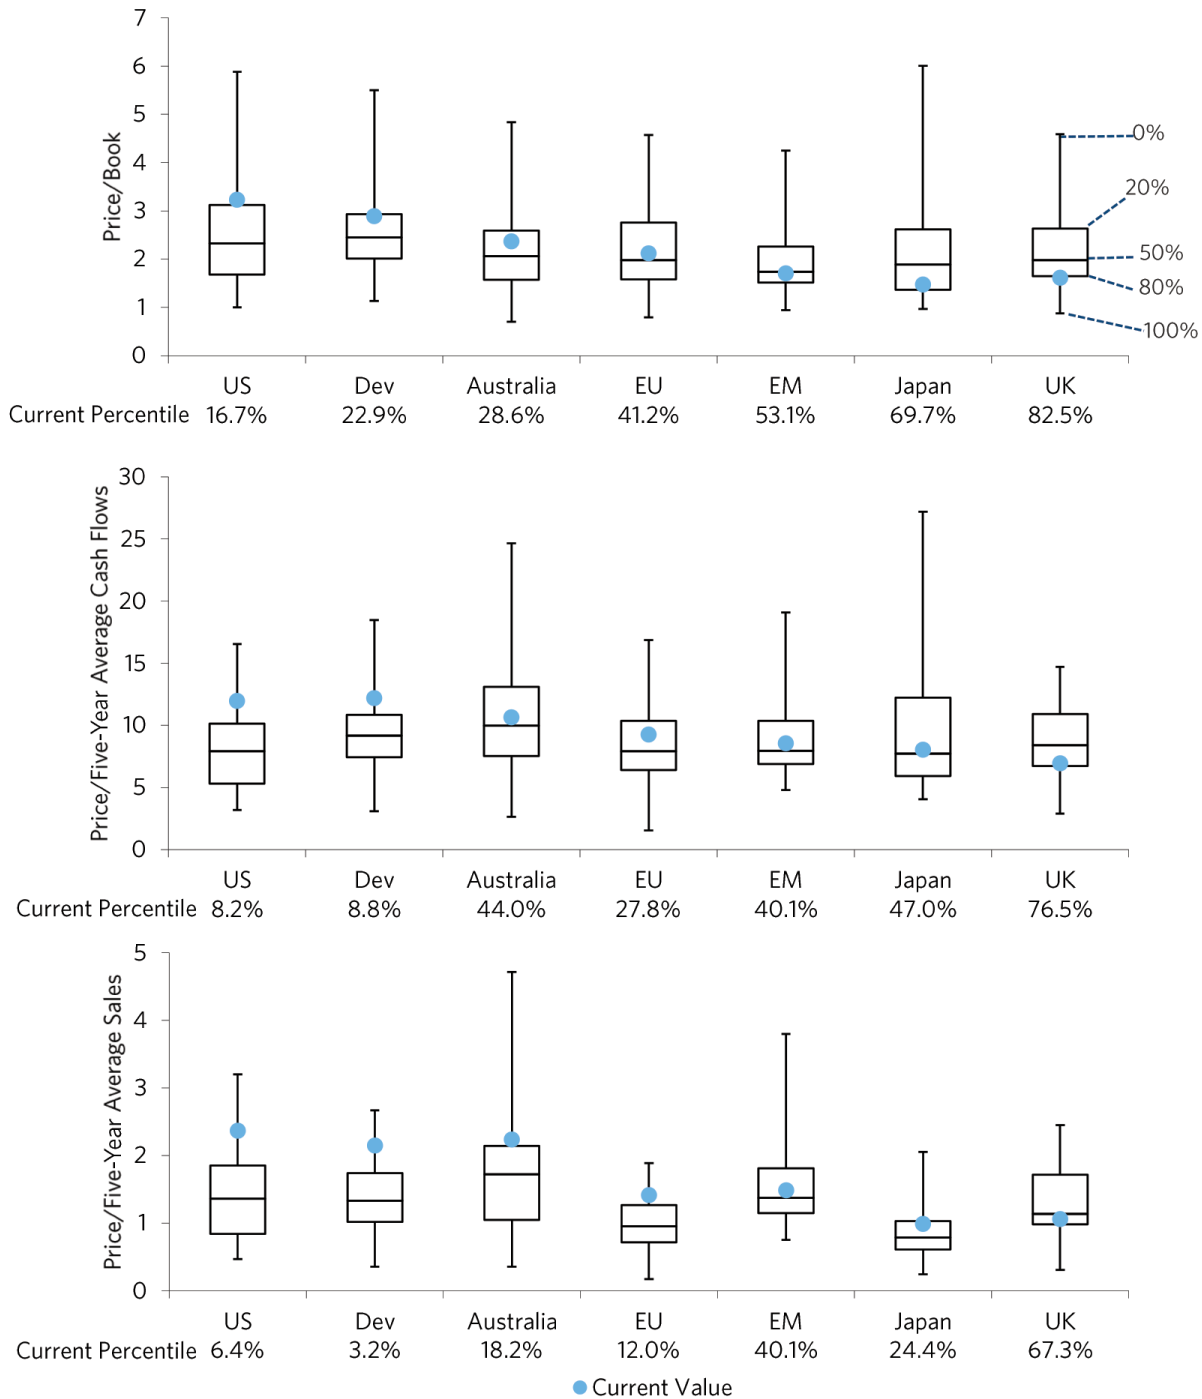 7
6
5
4
3
2
1
0
Price/Book
0%
20%
50%
80%
100%
US Dev Australia EU EM Japan UK
Current Percentile 16.7% 22.9% 28.6% 41.2% 53.1% 69.7% 82.5%
30
25
20
15
10
5
0
Price/Five-Year Average Cash Flows
US Dev Australia EU EM Japan UK
Current Percentile 8.2% 8.8% 44.0% 27.8% 40.1% 47.0% 76.5%
5
4
3
2
1
0
Price/Five-Year Average Sales
US Dev Australia EU EM Japan UK
Current Percentile 6.4% 3.2% 18.2% 12.0% 40.1% 24.4% 67.3%
Current Value